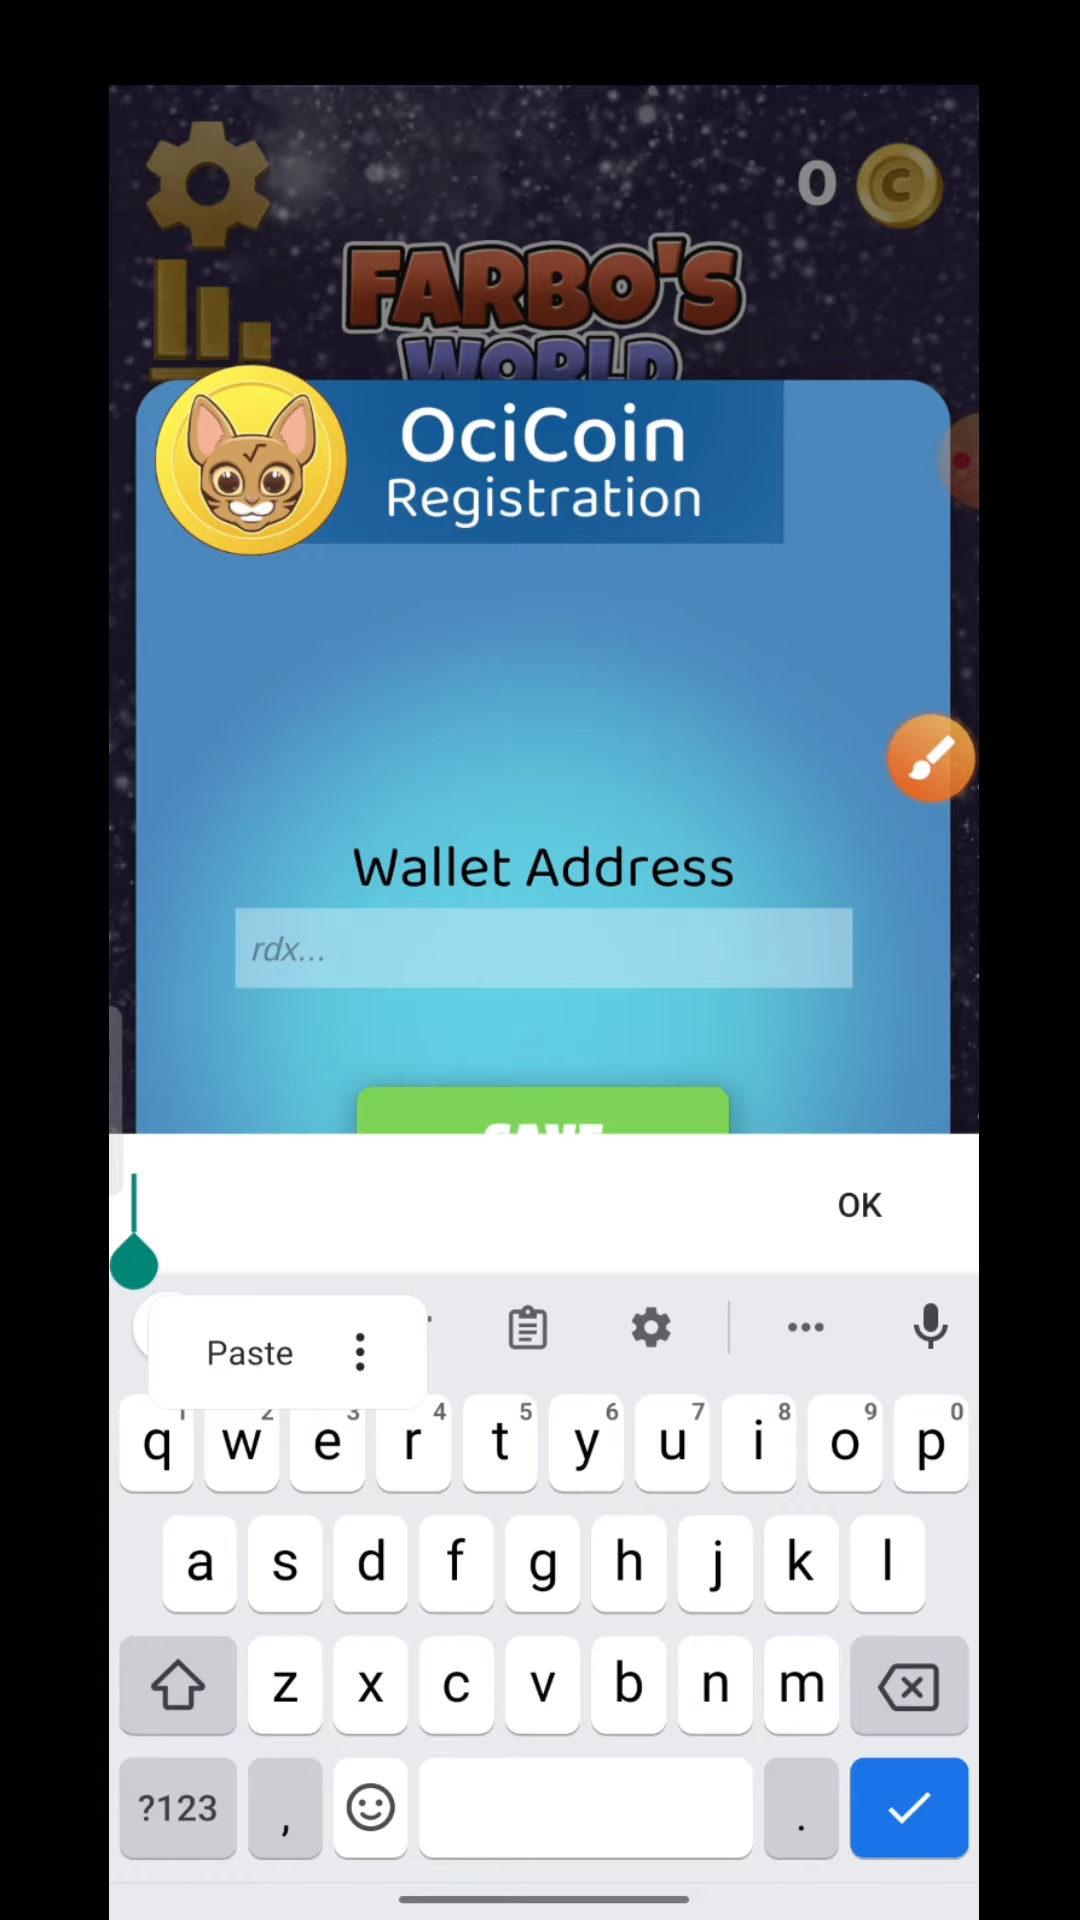 0 C
FARBO'S
WORLD
OciCoin
Registration
Wallet Address
rdx...
SAVE
OK
Paste
1 2 3 4 5 6 7 8 9 0
q w e r t y u i o p
a s d f g h j k l
z x c v b n m
?123 , .